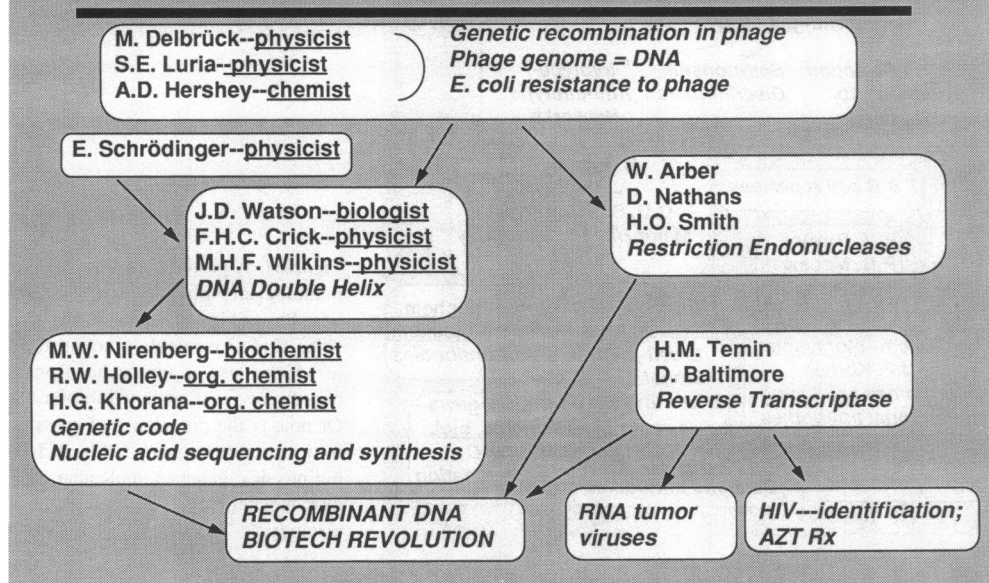 M. Delbrück--physicist
S.E. Luria--physicist
A.D. Hershey--chemist
Genetic recombination in phage
Phage genome = DNA
E. coli resistance to phage
E. Schrödinger--physicist
J.D. Watson--biologist
F.H.C. Crick--physicist
M.H.F. Wilkins--physicist
DNA Double Helix
W. Arber
D. Nathans
H.O. Smith
Restriction Endonucleases
M.W. Nirenberg--biochemist
R.W. Holley--org. chemist
H.G. Khorana--org. chemist
Genetic code
Nucleic acid sequencing and synthesis
H.M. Temin
D. Baltimore
Reverse Transcriptase
RECOMBINANT DNA
BIOTECH REVOLUTION
RNA tumor
viruses
HIV---identification;
AZT Rx